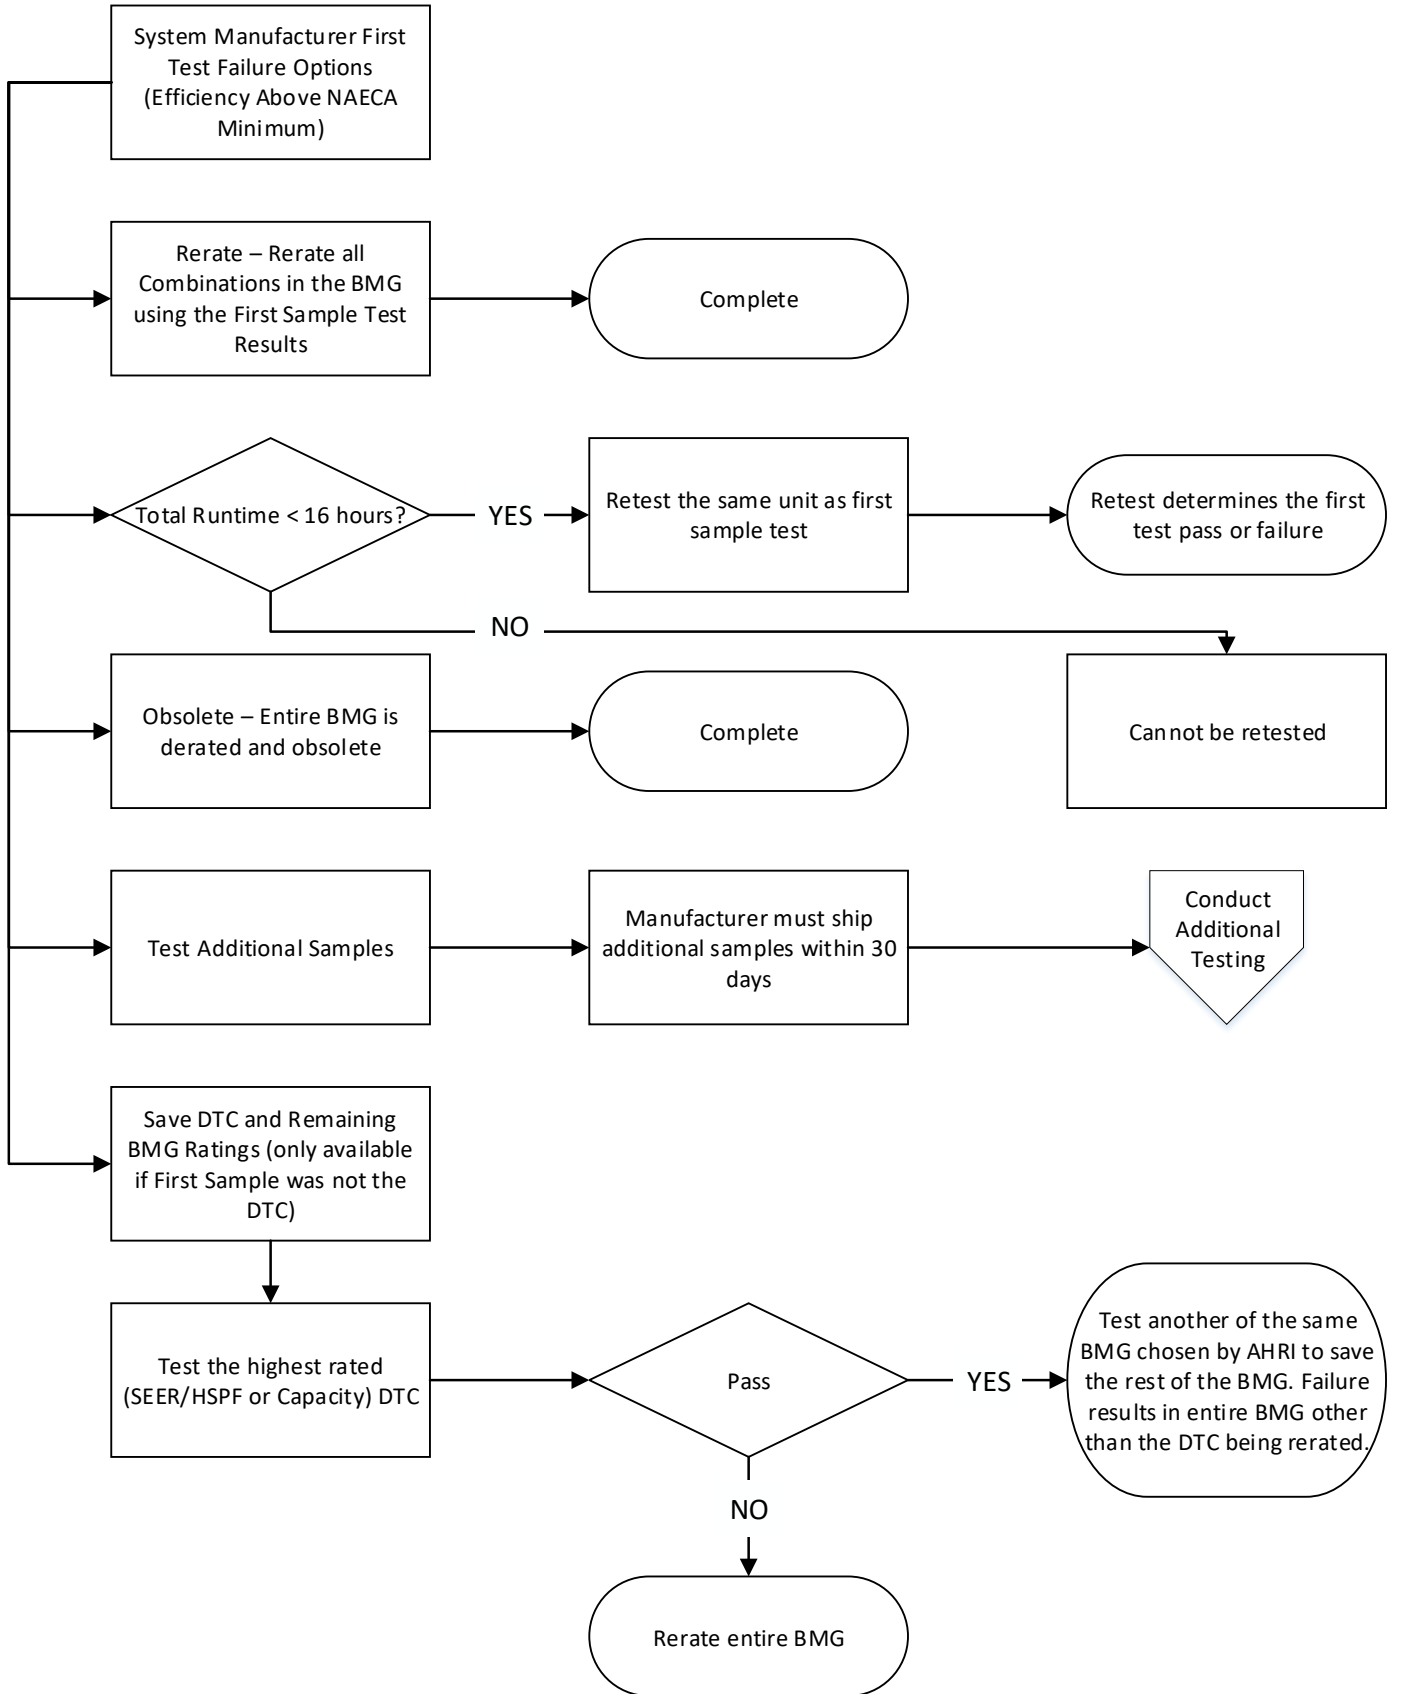 System Manufacturer First
Test Failure Options
(Efficiency Above NAECA
Minimum)
Rerate – Rerate all
Combinations in the BMG
using the First Sample Test
Results
Complete
Total Runtime < 16 hours?
YES
Retest the same unit as first
sample test
Retest determines the first
test pass or failure
NO
Obsolete – Entire BMG is
derated and obsolete
Complete
Cannot be retested
Test Additional Samples
Manufacturer must ship
additional samples within 30
days
Conduct
Additional
Testing
Save DTC and Remaining
BMG Ratings (only available
if First Sample was not the
DTC)
Test the highest rated
(SEER/HSPF or Capacity) DTC
Pass
YES
Test another of the same
BMG chosen by AHRI to save
the rest of the BMG. Failure
results in entire BMG other
than the DTC being rerated.
NO
Rerate entire BMG